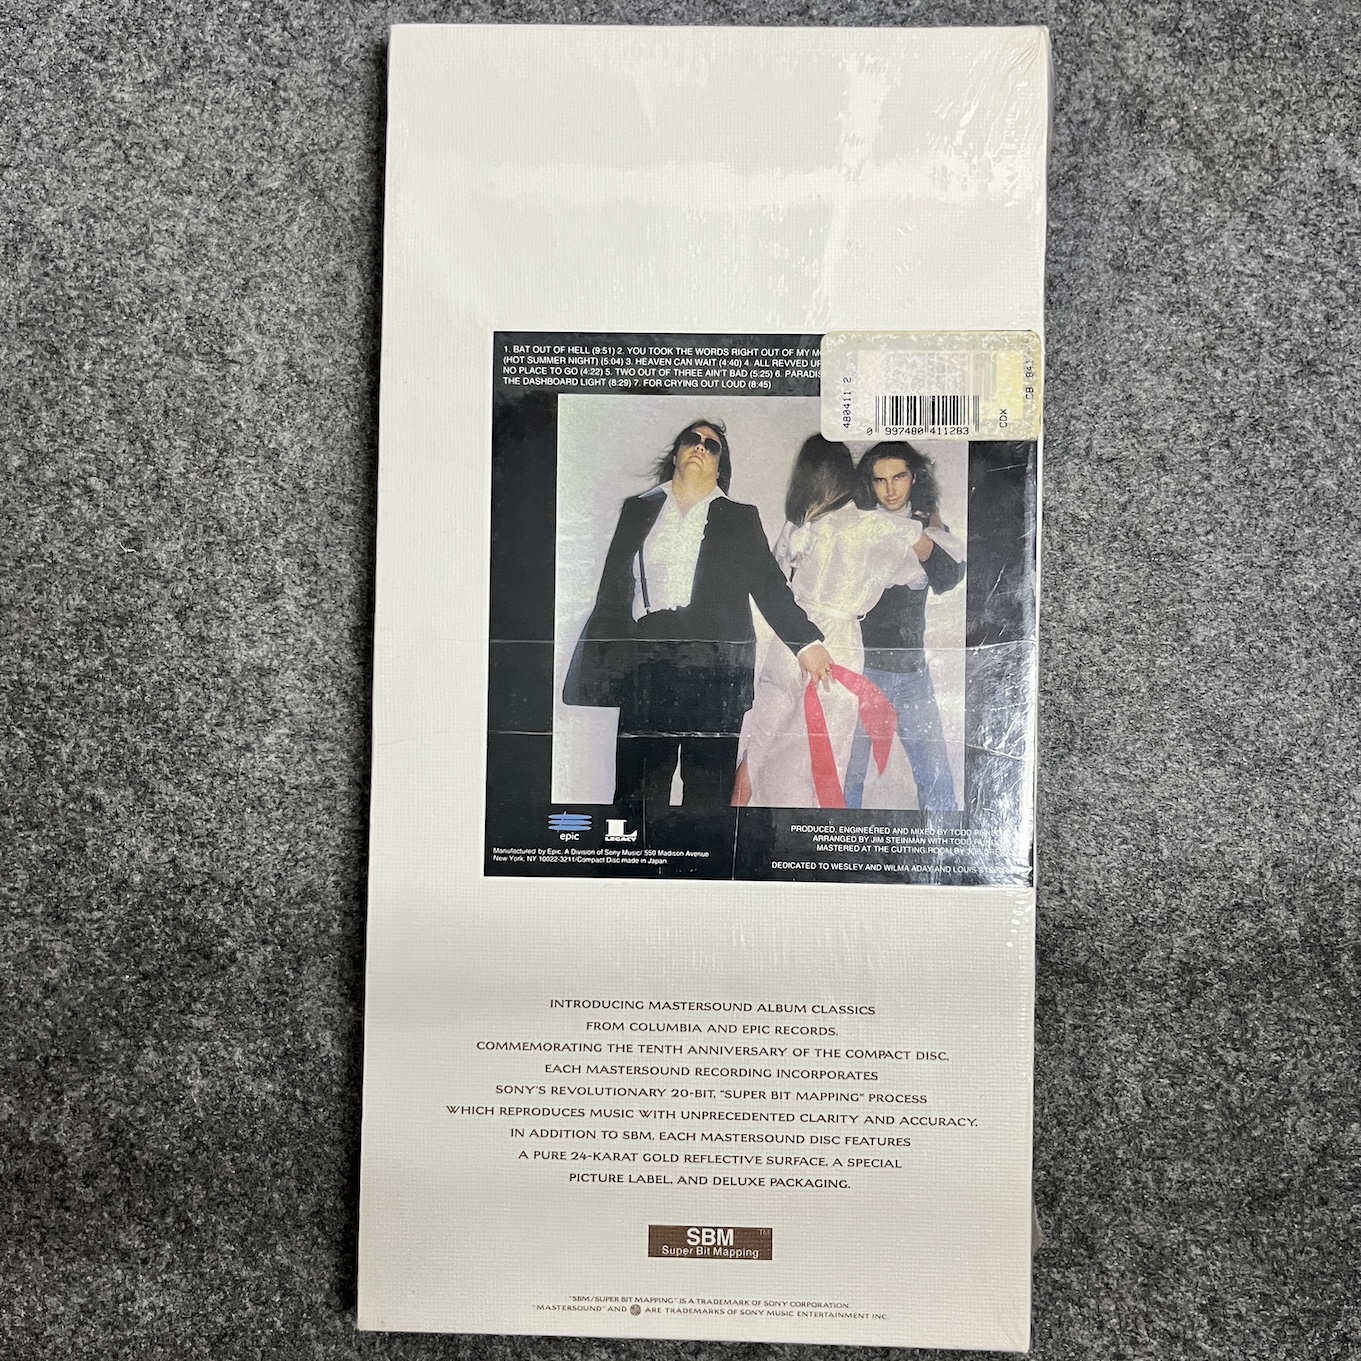 1. BAT OUT OF HELL (9:51) 2. YOU TOOK THE WORDS RIGHT OUT OF MY
(HOT SUMMER NIGHT) (5:04) 3. HEAVEN CAN WAIT (4:40) 4. ALL REVVED
NO PLACE TO GO (4:22) 5. TWO OUT OF THREE AIN'T BAD (5:25) 6.
THE DASHBOARD LIGHT (8:29) 7. FOR CRYING OUT LOUD (8:45)
480411 2
0 997480 411283
CDX
epic
LEGACY
Manufactured by Epic, A Division of Sony Music/ 550 Madison Avenue
New York, NY 10022-3211/Compact Disc made in Japan.
PRODUCED, ENGINEERED AND MIXED BY TODD
ARRANGED BY JIM STEINMAN WITH TODD
MASTERED AT THE CUTTING ROOM BY
DEDICATED TO WESLEY AND WILMA ADAY AND LOUIS
INTRODUCING MASTERSOUND ALBUM CLASSICS
FROM COLUMBIA AND EPIC RECORDS.
COMMEMORATING THE TENTH ANNIVERSARY OF THE COMPACT DISC,
EACH MASTERSOUND RECORDING INCORPORATES
SONY'S REVOLUTIONARY 20-BIT, "SUPER BIT MAPPING" PROCESS
WHICH REPRODUCES MUSIC WITH UNPRECEDENTED CLARITY AND ACCURACY.
IN ADDITION TO SBM, EACH MASTERSOUND DISC FEATURES
A PURE 24-KARAT GOLD REFLECTIVE SURFACE, A SPECIAL
PICTURE LABEL, AND DELUXE PACKAGING.
SBM TM
Super Bit Mapping
"SBM/SUPER BIT MAPPING" IS A TRADEMARK OF SONY CORPORATION.
"MASTERSOUND" AND ARE TRADEMARKS OF SONY MUSIC ENTERTAINMENT INC.